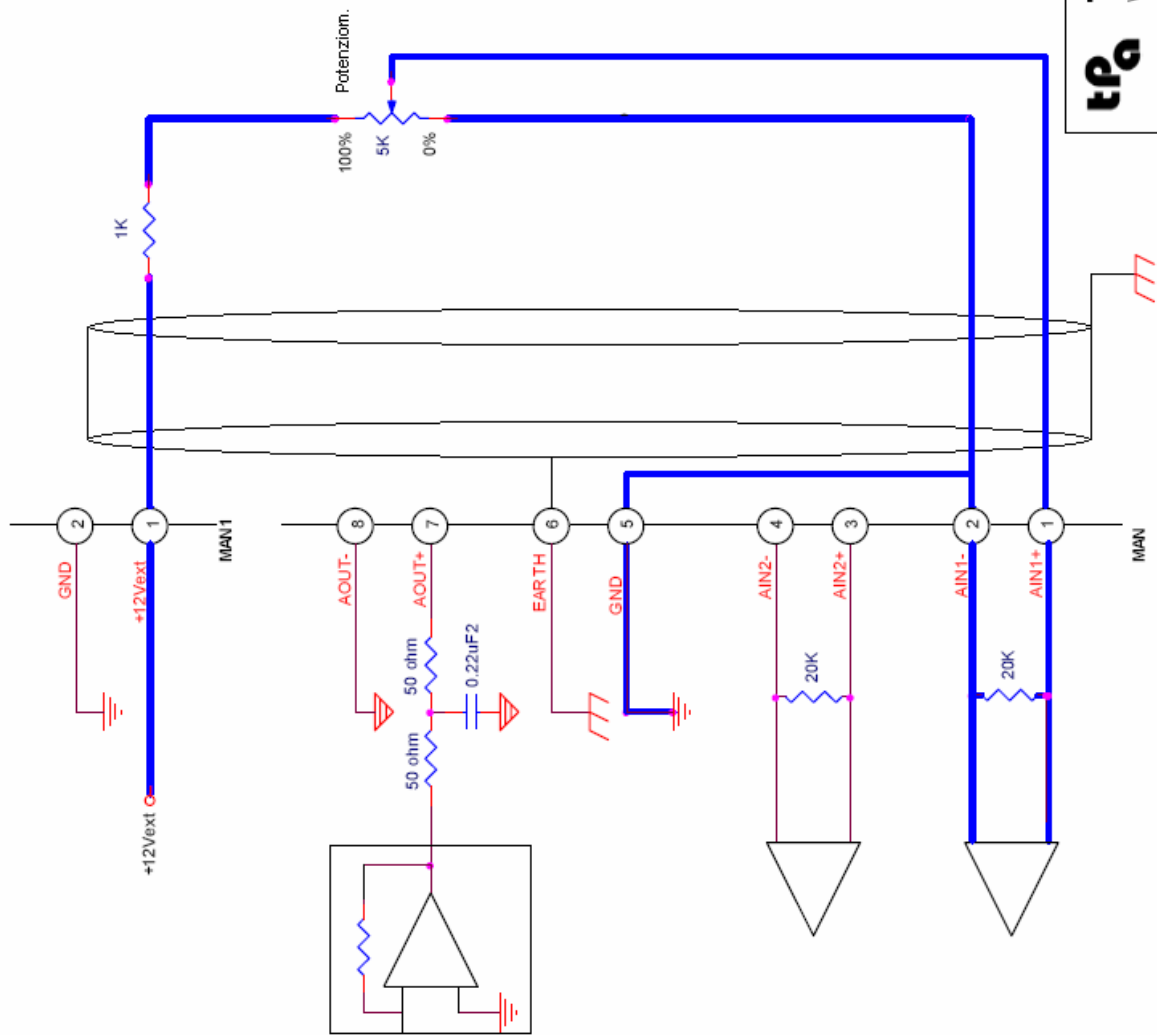 GND
2
+12Vext
1
+12Vext
MAN1
1K
Potenziom.
100%
5K
0%
tpa
AOUT-
8
AOUT+
7
50 ohm
50 ohm
0.22uF2
EARTH
6
GND
5
AIN2-
4
AIN2+
3
20K
AIN1-
2
AIN1+
1
20K
MAN